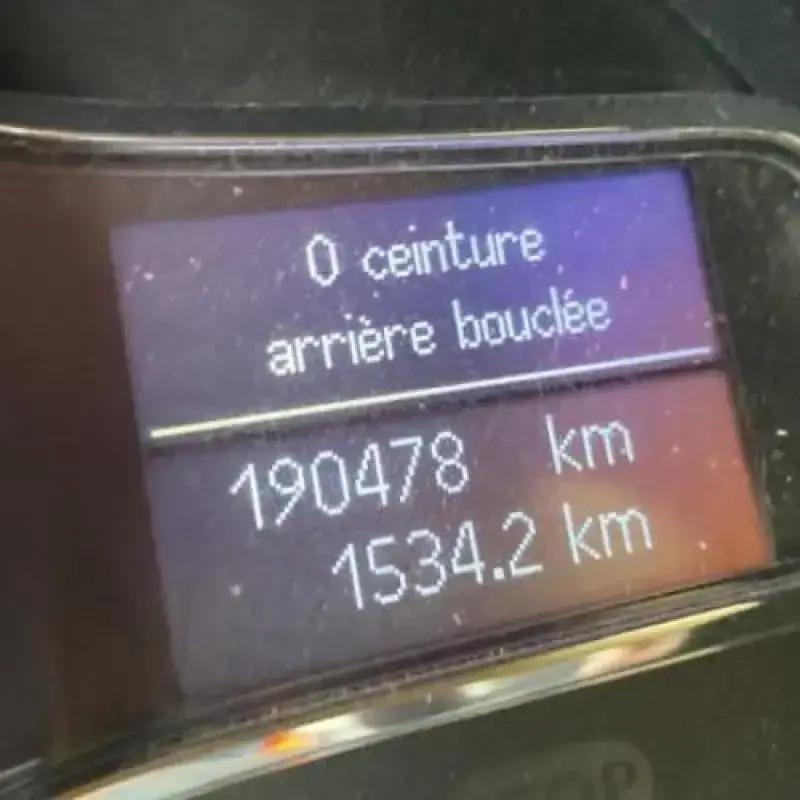 0 ceinture
arrière bouclée
190478 km
1534.2 km